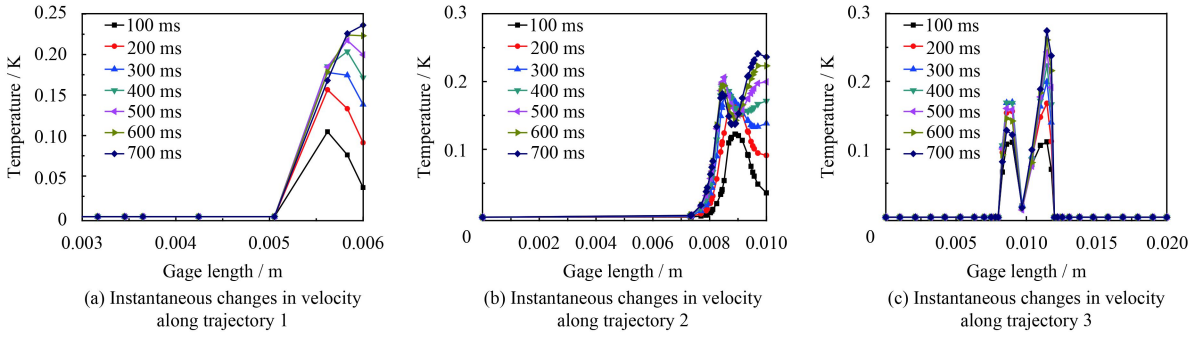 0.25
0.20
0.15
0.10
0.05
0
Temperature / K
100 ms
200 ms
300 ms
400 ms
500 ms
600 ms
700 ms
0.003 0.004 0.005 0.006
Gage length / m
(a) Instantaneous changes in velocity
along trajectory 1
0.3
0.2
0.1
0
Temperature / K
100 ms
200 ms
300 ms
400 ms
500 ms
600 ms
700 ms
0.002 0.004 0.006 0.008 0.010
Gage length / m
(b) Instantaneous changes in velocity
along trajectory 2
0.3
0.2
0.1
0
Temperature / K
100 ms
200 ms
300 ms
400 ms
500 ms
600 ms
700 ms
0.005 0.010 0.015 0.020
Gage length / m
(c) Instantaneous changes in velocity
along trajectory 3